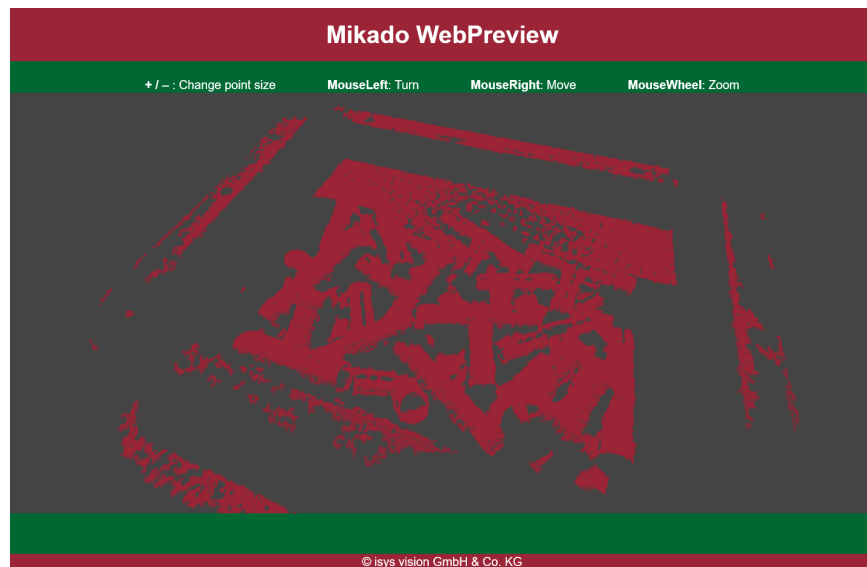 Mikado WebPreview
+ / – : Change point size MouseLeft: Turn MouseRight: Move MouseWheel: Zoom
© isys vision GmbH & Co. KG